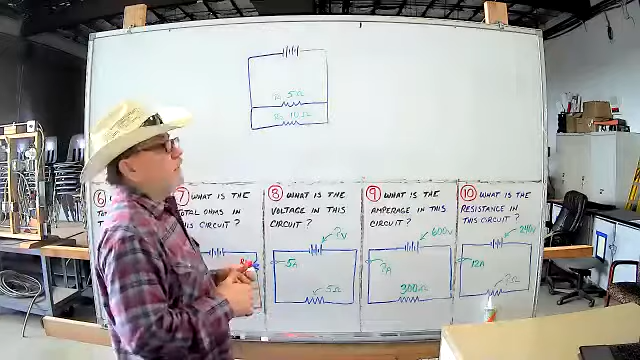 R₁ 5Ω
R₂ 10Ω
6
7 WHAT IS THE
TOTAL OHMS IN
THIS CIRCUIT?
8 WHAT IS THE
VOLTAGE IN THIS
CIRCUIT?
?V
5A
5Ω
9 WHAT IS THE
AMPERAGE IN THIS
CIRCUIT?
600V
?A
300Ω
10 WHAT IS THE
RESISTANCE IN
THIS CIRCUIT?
240V
12A
?Ω